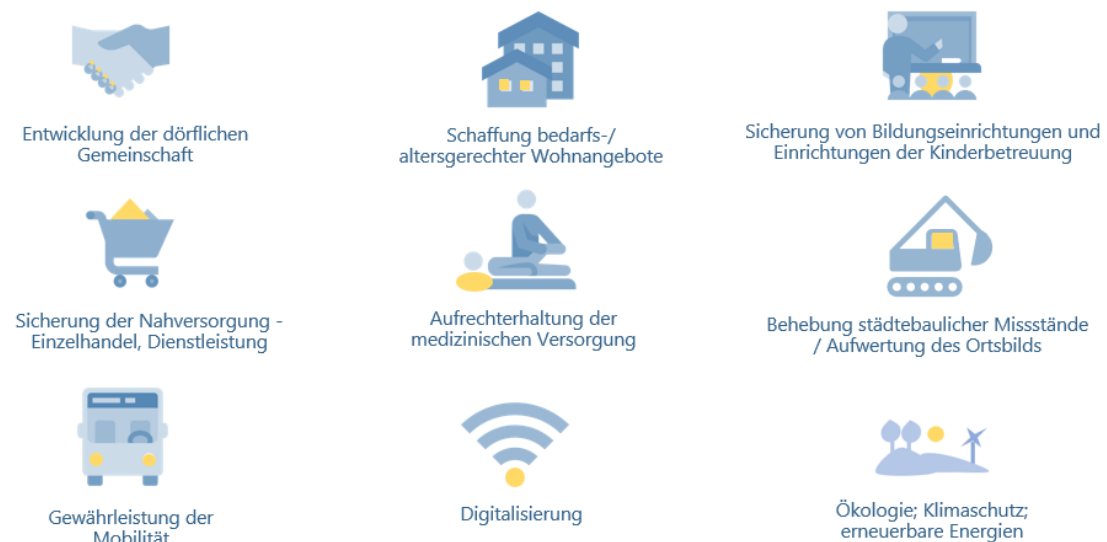 Entwicklung der dörflichen
Gemeinschaft
Schaffung bedarfs-/
altersgerechter Wohnangebote
Sicherung von Bildungseinrichtungen und
Einrichtungen der Kinderbetreuung
Sicherung der Nahversorgung -
Einzelhandel, Dienstleistung
Aufrechterhaltung der
medizinischen Versorgung
Behebung städtebaulicher Missstände
/ Aufwertung des Ortsbilds
Gewährleistung der
Mobilität
Digitalisierung
Ökologie; Klimaschutz;
erneuerbare Energien